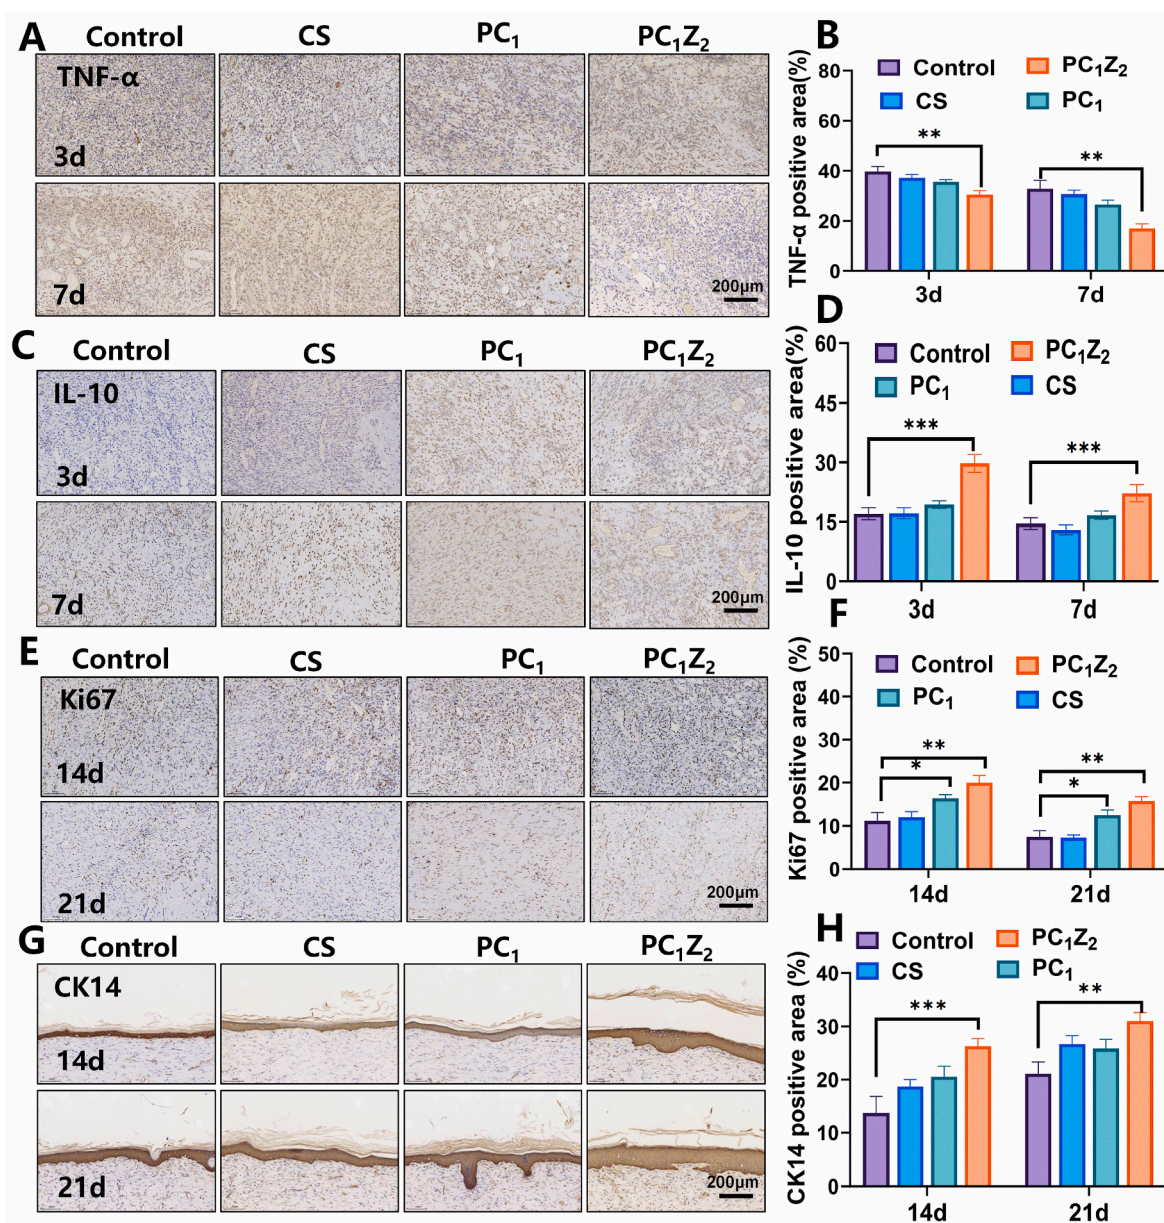 A
Control
CS
PC₁
PC₁Z₂
TNF-α
3d
7d
200μm
B
Control
PC₁Z₂
CS
PC₁
TNF-α positive area(%)
80
60
40
20
0
**
**
3d
7d
C
Control
CS
PC₁
PC₁Z₂
IL-10
3d
7d
200μm
D
Control
PC₁Z₂
PC₁
CS
IL-10 positive area(%)
60
45
30
15
0
***
***
3d
7d
E
Control
CS
PC₁
PC₁Z₂
Ki67
14d
21d
200μm
F
Control
PC₁Z₂
PC₁
CS
Ki67 positive area (%)
50
40
30
20
10
0
**
*
**
*
14d
21d
G
Control
CS
PC₁
PC₁Z₂
CK14
14d
21d
200μm
H
Control
PC₁Z₂
CS
PC₁
CK14 positive area (%)
40
30
20
10
0
***
**
14d
21d